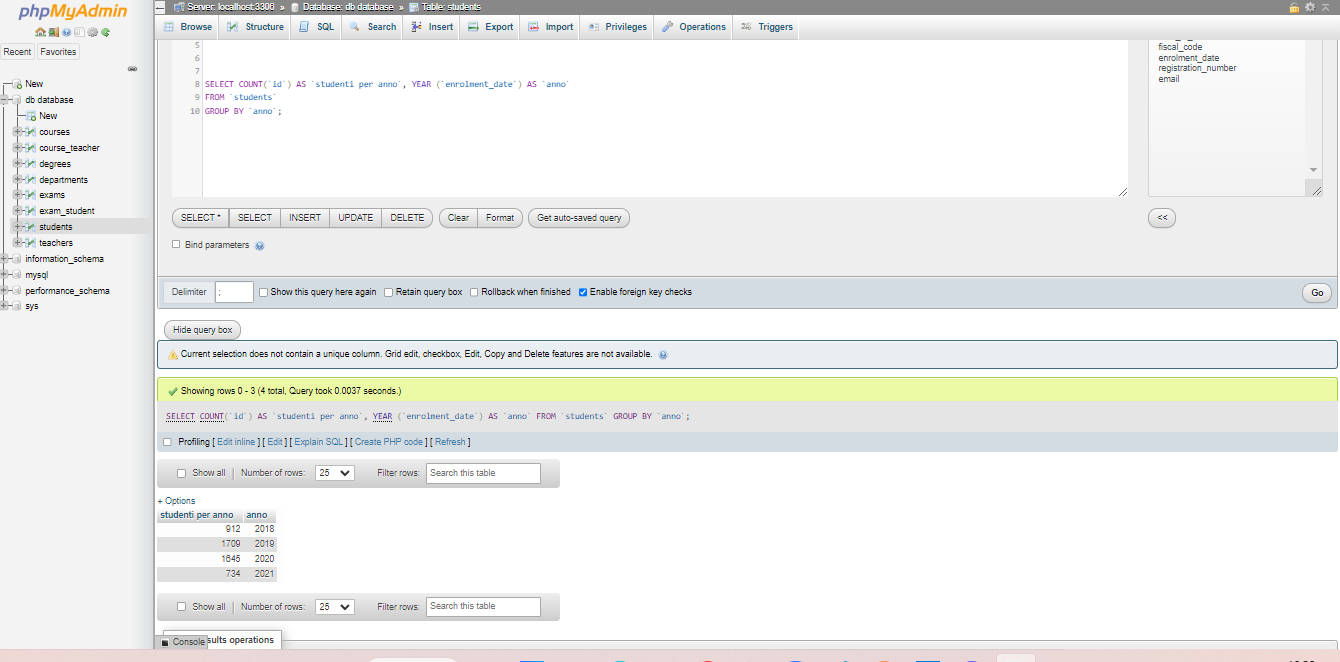 phpMyAdmin
Recent
Favorites
New
db database
New
courses
course_teacher
degrees
departments
exams
exam_student
students
teachers
information_schema
mysql
performance_schema
sys
Server: localhost:3306 » Database: db database » Table: students
Browse Structure SQL Search Insert Export Import Privileges Operations Triggers
5
6
7
8 SELECT COUNT(`id`) AS `studenti per anno`, YEAR (`enrolment_date`) AS `anno`
9 FROM `students`
10 GROUP BY `anno`;
fiscal_code
enrolment_date
registration_number
email
SELECT * SELECT INSERT UPDATE DELETE Clear Format Get auto-saved query <<
Bind parameters
Delimiter ; Show this query here again Retain query box Rollback when finished Enable foreign key checks Go
Hide query box
Current selection does not contain a unique column. Grid edit, checkbox, Edit, Copy and Delete features are not available.
Showing rows 0 - 3 (4 total, Query took 0.0037 seconds.)
SELECT COUNT(`id`) AS `studenti per anno`, YEAR (`enrolment_date`) AS `anno` FROM `students` GROUP BY `anno`;
Profiling [ Edit inline ] [ Edit ] [ Explain SQL ] [ Create PHP code ] [ Refresh ]
Show all | Number of rows: 25 Filter rows: Search this table
+ Options
studenti per anno anno
912 2018
1709 2019
1645 2020
734 2021
Show all | Number of rows: 25 Filter rows: Search this table
Console sults operations